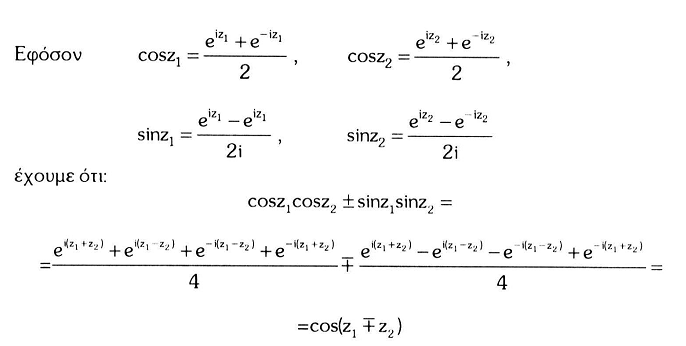 Εφόσον cosz₁ = (e^{iz₁} + e^{-iz₁})/2 , cosz₂ = (e^{iz₂} + e^{-iz₂})/2 ,
sinz₁ = (e^{iz₁} − e^{iz₁})/2i , sinz₂ = (e^{iz₂} − e^{-iz₂})/2i
έχουμε ότι:
cosz₁cosz₂ ± sinz₁sinz₂ =
= (e^{i(z₁+z₂)} + e^{i(z₁−z₂)} + e^{-i(z₁−z₂)} + e^{-i(z₁+z₂)})/4 ∓ (e^{i(z₁+z₂)} − e^{i(z₁−z₂)} − e^{-i(z₁−z₂)} + e^{-i(z₁+z₂)})/4 =
=cos(z₁ ∓ z₂)